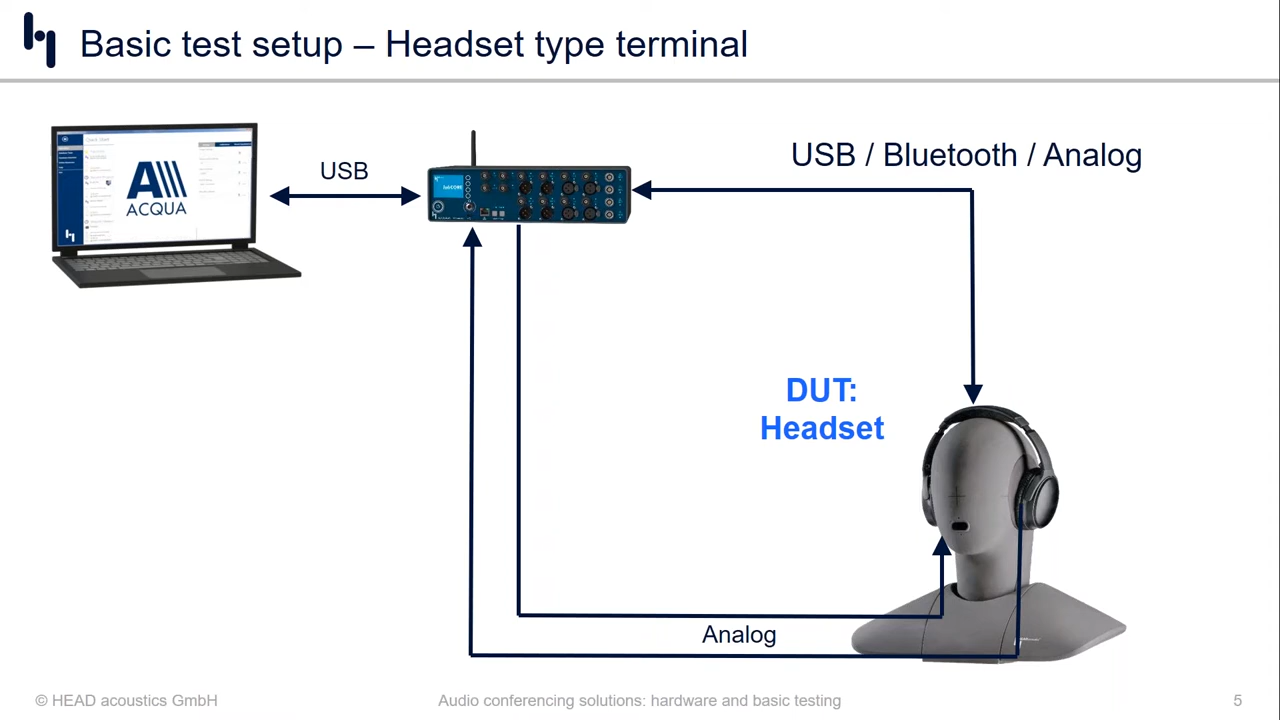 Basic test setup – Headset type terminal
USB
USB / Bluetooth / Analog
ACQUA
labCORE
DUT:
Headset
Analog
© HEAD acoustics GmbH
Audio conferencing solutions: hardware and basic testing
5